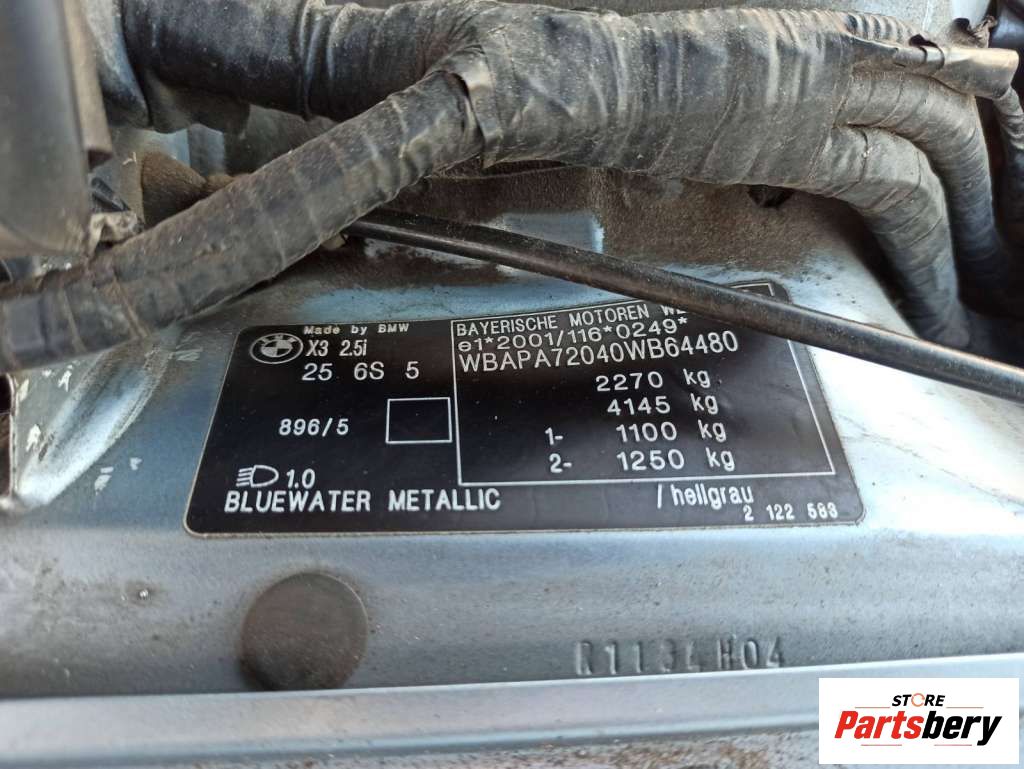 Made by BMW
X3 2.5i
25 6S 5
896/5
1.0
BLUEWATER METALLIC
BAYERISCHE MOTOREN
e1*2001/116*0249*
WBAPA72040WB64480
2270 kg
4145 kg
1- 1100 kg
2- 1250 kg
/hellgrau
2 122 583
H04
STORE
Partsbery